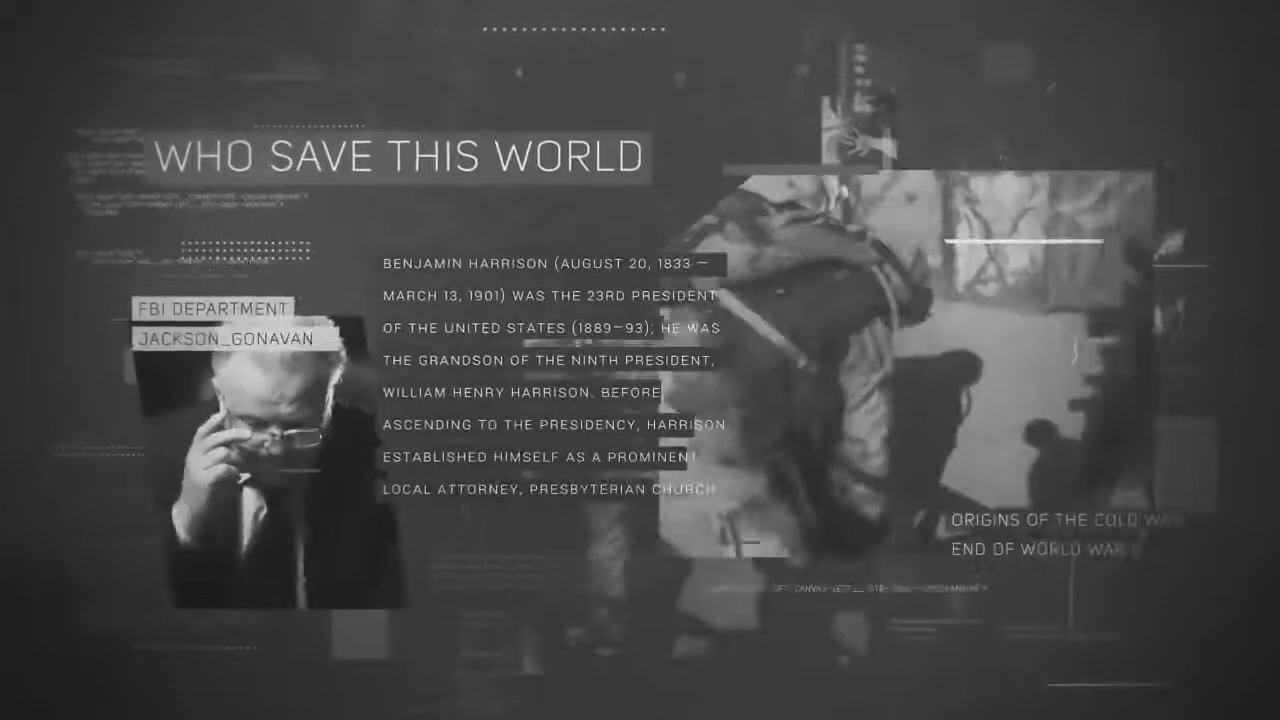 WHO SAVE THIS WORLD
FBI DEPARTMENT
JACKSON_GONAVAN
BENJAMIN HARRISON (AUGUST 20, 1833 –
MARCH 13, 1901) WAS THE 23RD PRESIDENT
OF THE UNITED STATES (1889–93); HE WAS
THE GRANDSON OF THE NINTH PRESIDENT,
WILLIAM HENRY HARRISON. BEFORE
ASCENDING TO THE PRESIDENCY, HARRISON
ESTABLISHED HIMSELF AS A PROMINENT
LOCAL ATTORNEY, PRESBYTERIAN CHURCH
ORIGINS OF THE COLD WAR
END OF WORLD WAR